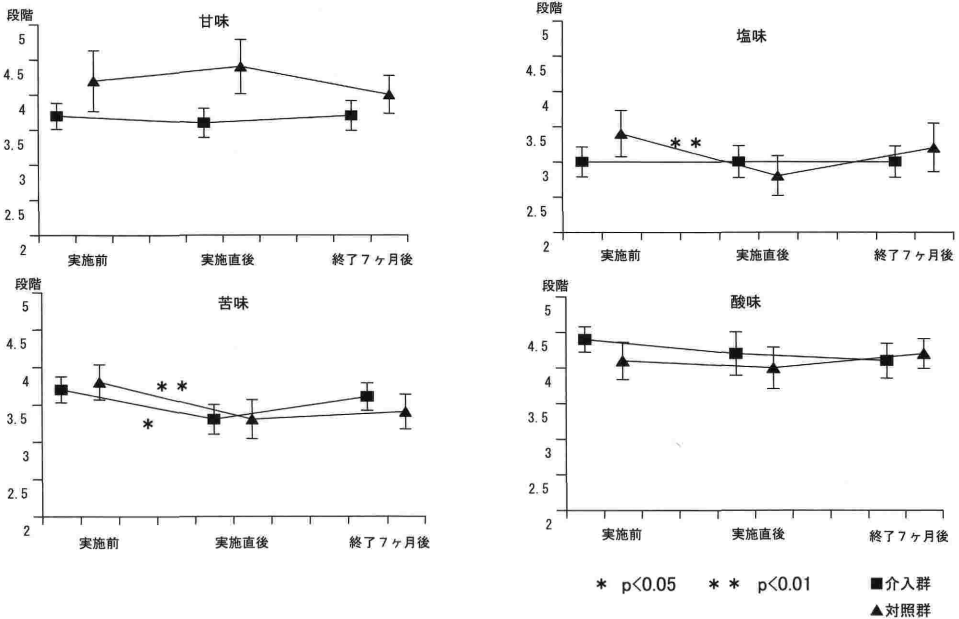 段階
甘味
5
4.5
4
3.5
3
2.5
2
実施前
実施直後
終了7ヶ月後
段階
塩味
5
4.5
4
3.5
3
2.5
2
**
実施前
実施直後
終了7ヶ月後
段階
苦味
5
4.5
4
3.5
3
2.5
2
**
*
実施前
実施直後
終了7ヶ月後
段階
酸味
5
4.5
4
3.5
3
2.5
2
実施前
実施直後
終了7ヶ月後
* p<0.05 ** p<0.01 ■介入群
▲対照群